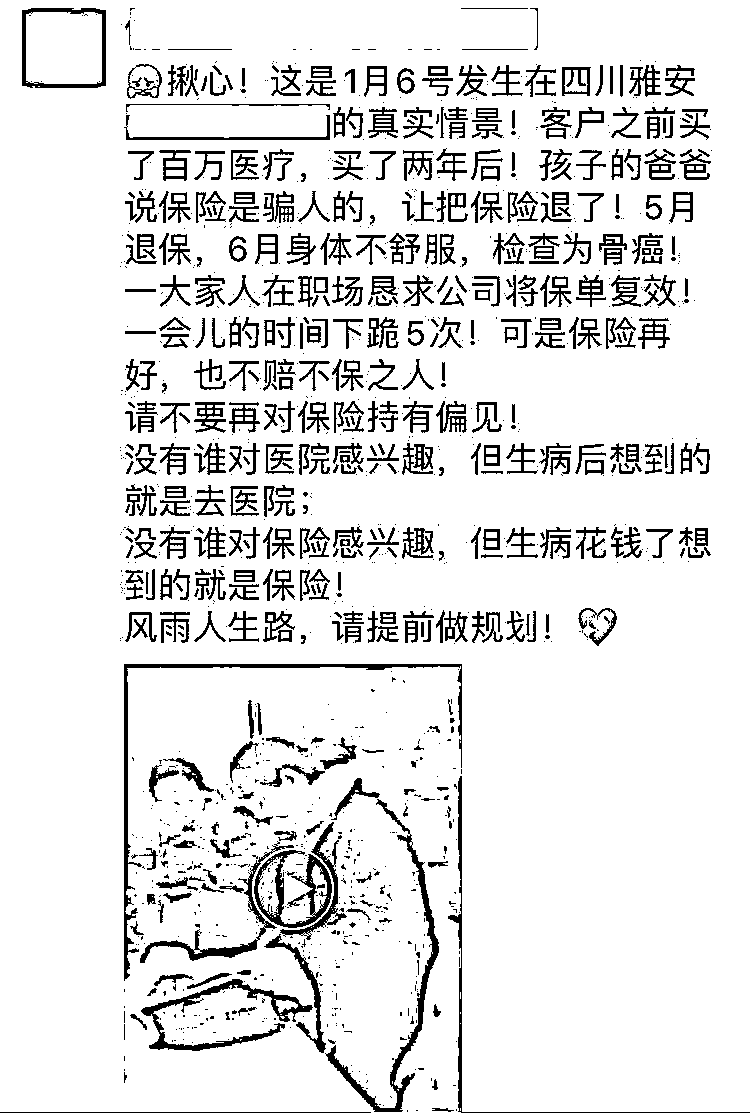 揪心！这是1月6号发生在四川雅安
的真实情景！客户之前买
了百万医疗，买了两年后！孩子的爸爸
说保险是骗人的，让把保险退了！5月
退保，6月身体不舒服，检查为骨癌！
一大家人在职场恳求公司将保单复效！
一会儿的时间下跪5次！可是保险再
好，也不赔不保之人！
请不要再对保险持有偏见！
没有谁对医院感兴趣，但生病后想到的
就是去医院；
没有谁对保险感兴趣，但生病花钱了想
到的就是保险！
风雨人生路，请提前做规划！